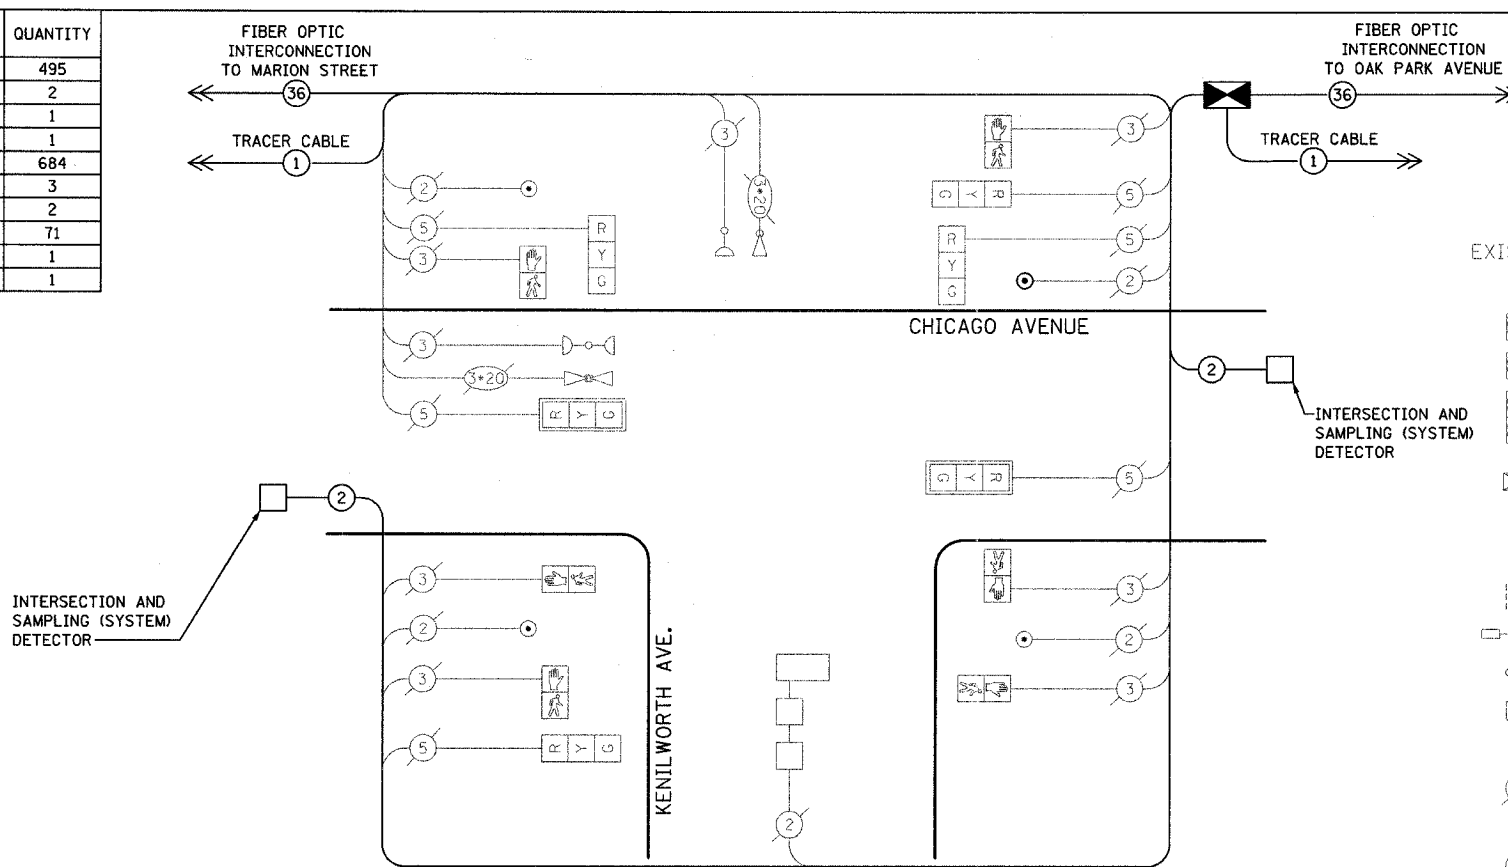 QUANTITY
495
2
1
1
684
3
2
71
1
1
FIBER OPTIC
INTERCONNECTION
TO MARION STREET
36
TRACER CABLE
1
FIBER OPTIC
INTERCONNECTION
TO OAK PARK AVENUE
36
TRACER CABLE
1
3
3*20
2
5
R
Y
G
3
3
R Y G
5
R
Y
G
5
2
CHICAGO AVENUE
EXIS
3
3*20
5
R Y G
2
INTERSECTION AND
SAMPLING (SYSTEM)
DETECTOR
R Y G
5
2
INTERSECTION AND
SAMPLING (SYSTEM)
DETECTOR
3
2
3
5
R Y G
KENILWORTH AVE.
2
3
2
3